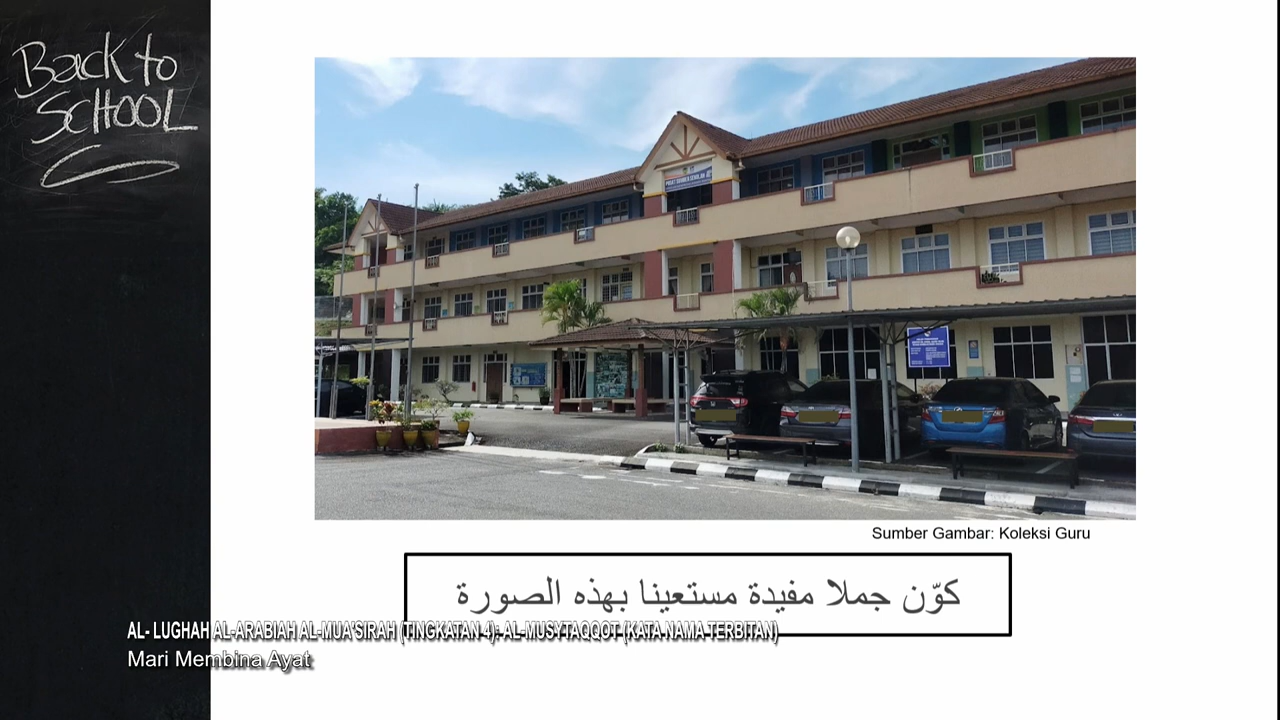 Back to
SCHOOL
Sumber Gambar: Koleksi Guru
كوّن جملا مفيدة مستعينا بهذه الصورة
AL- LUGHAH AL-ARABIAH AL-MUA'SIRAH (TINGKATAN 4): AL-MUSYTAQQOT (KATA NAMA TERBITAN)
Mari Membina Ayat